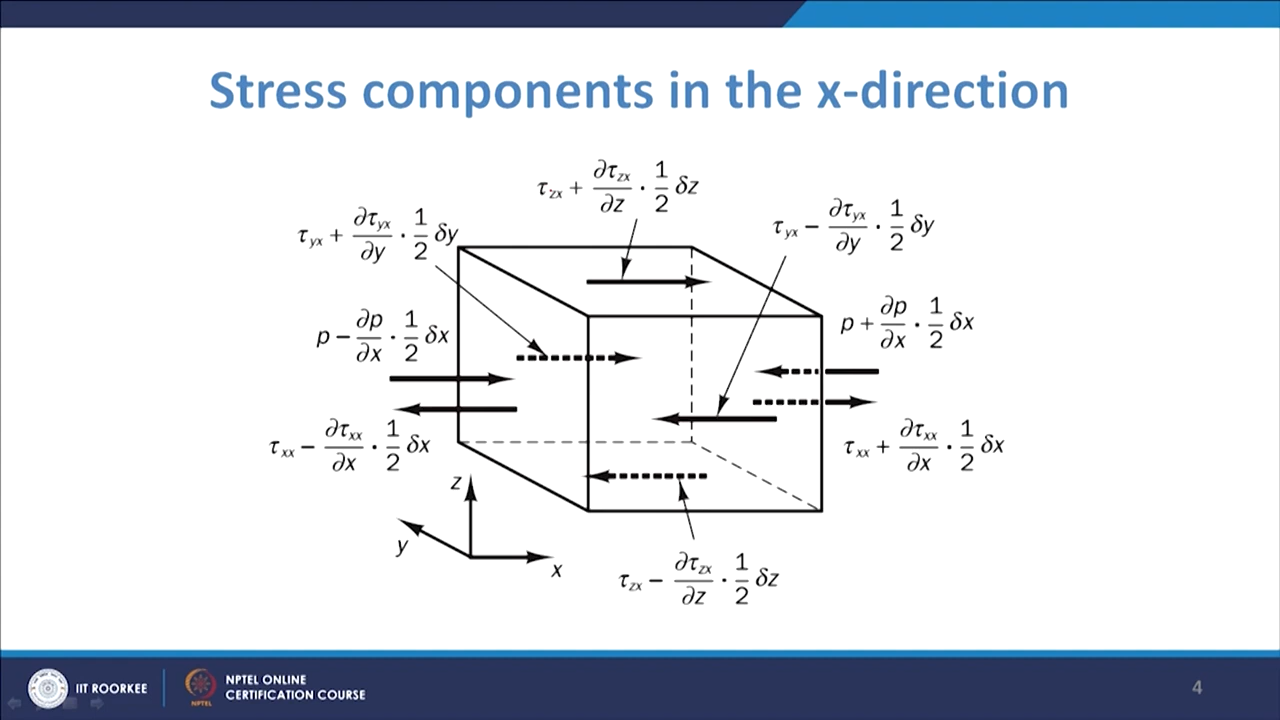 Stress components in the x-direction
τzx + ∂τzx/∂z · 1/2 δz
τyx + ∂τyx/∂y · 1/2 δy
τyx − ∂τyx/∂y · 1/2 δy
p − ∂p/∂x · 1/2 δx
p + ∂p/∂x · 1/2 δx
τxx − ∂τxx/∂x · 1/2 δx
τxx + ∂τxx/∂x · 1/2 δx
z
y
x
τzx − ∂τzx/∂z · 1/2 δz
IIT ROORKEE
NPTEL
NPTEL ONLINE
CERTIFICATION COURSE
4